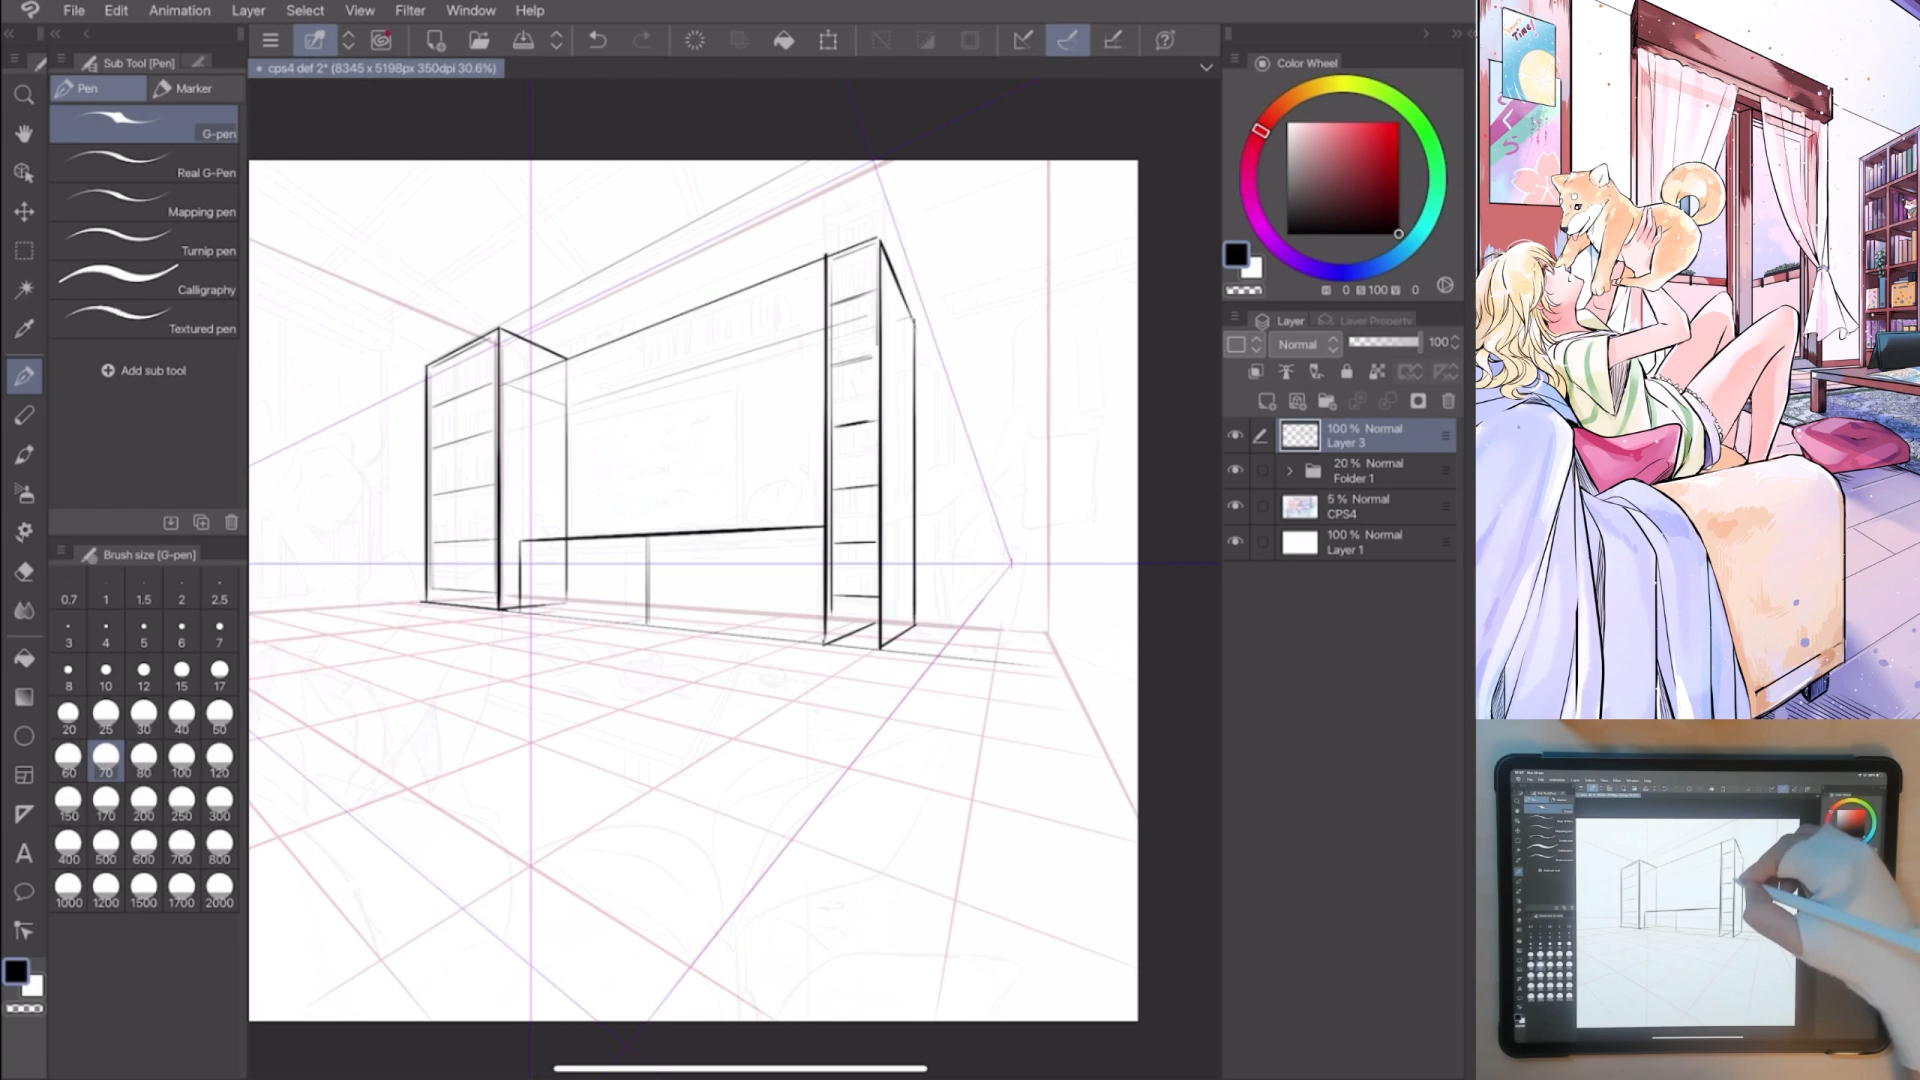 File Edit Animation Layer Select View Filter Window Help
Sub Tool [Pen]
cps4 def 2* (8345 x 5198px 350dpi 30.6%)
Pen Marker
G-pen
Real G-Pen
Mapping pen
Turnip pen
Calligraphy
Textured pen
Add sub tool
Brush size [G-pen]
0.7 1 1.5 2 2.5
3 4 5 6 7
8 10 12 15 17
20 25 30 40 50
60 70 80 100 120
150 170 200 250 300
400 500 600 700 800
1000 1200 1500 1700 2000
Color Wheel
H 0 S 100 V 0
Layer Layer Property
Normal 100
100 % Normal
Layer 3
20 % Normal
Folder 1
5 % Normal
CPS4
100 % Normal
Layer 1
Time!